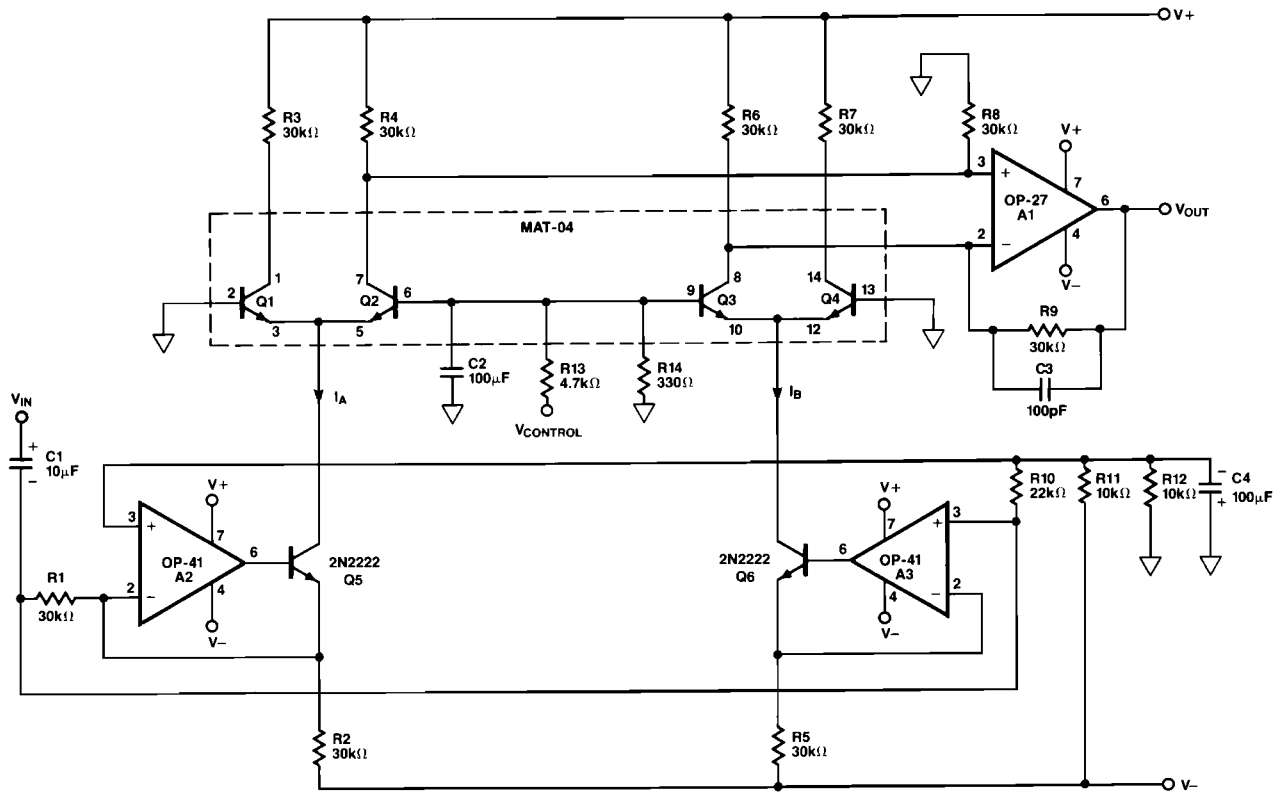 V+
R3
30kΩ
R4
30kΩ
R6
30kΩ
R7
30kΩ
R8
30kΩ
V+
3
+
7
OP-27
A1
6
VOUT
2
−
4
V−
MAT-04
1
7
8
14
2
Q1
Q2
6
9
Q3
Q4
13
3
5
10
12
R9
30kΩ
C3
100pF
C2
100μF
R13
4.7kΩ
R14
330Ω
VCONTROL
IA
IB
VIN
+
C1
10μF
−
R10
22kΩ
R11
10kΩ
R12
10kΩ
−
C4
100μF
+
V+
3
+
7
OP-41
A2
6
2
−
4
V−
R1
30kΩ
2N2222
Q5
2N2222
Q6
V+
7
+
3
6
OP-41
A3
−
2
4
V−
R2
30kΩ
R5
30kΩ
V−